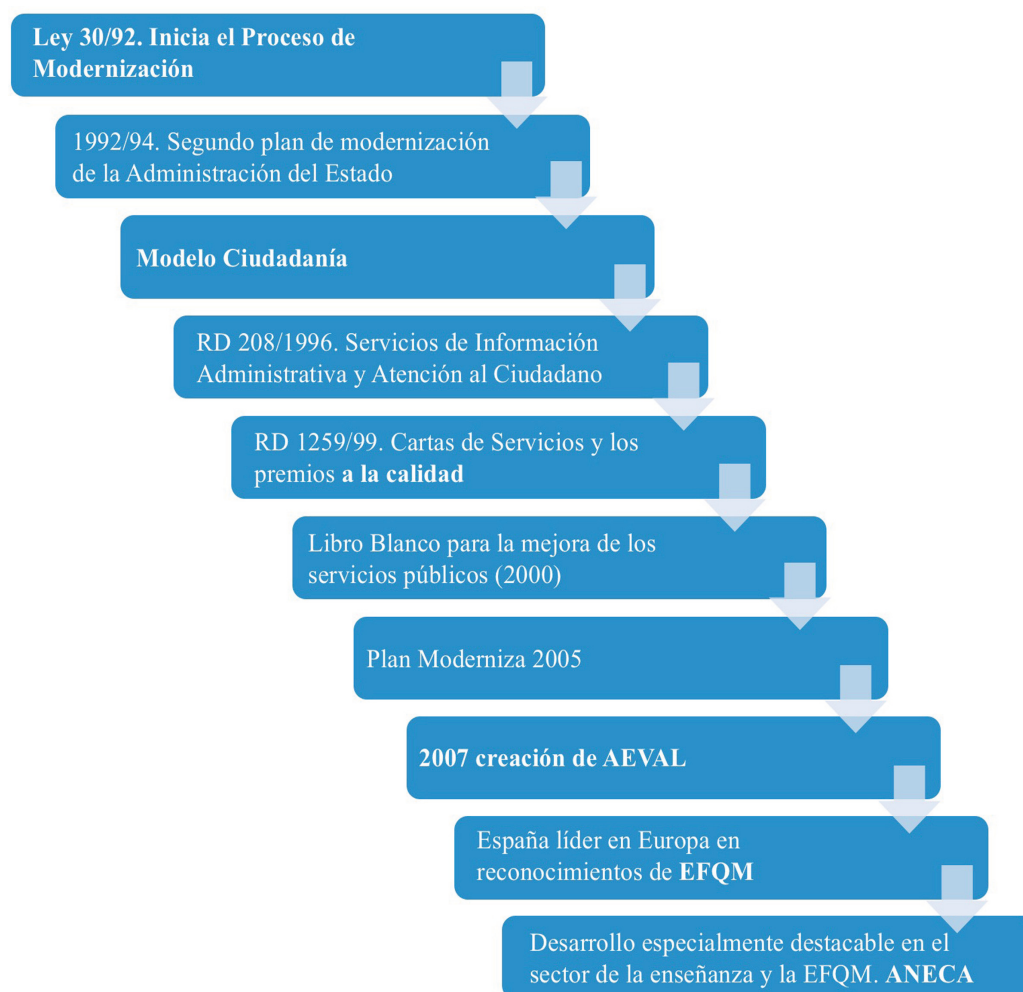 Ley 30/92. Inicia el Proceso de
Modernización
1992/94. Segundo plan de modernización
de la Administración del Estado
Modelo Ciudadanía
RD 208/1996. Servicios de Información
Administrativa y Atención al Ciudadano
RD 1259/99. Cartas de Servicios y los
premios a la calidad
Libro Blanco para la mejora de los
servicios públicos (2000)
Plan Moderniza 2005
2007 creación de AEVAL
España líder en Europa en
reconocimientos de EFQM
Desarrollo especialmente destacable en el
sector de la enseñanza y la EFQM. ANECA